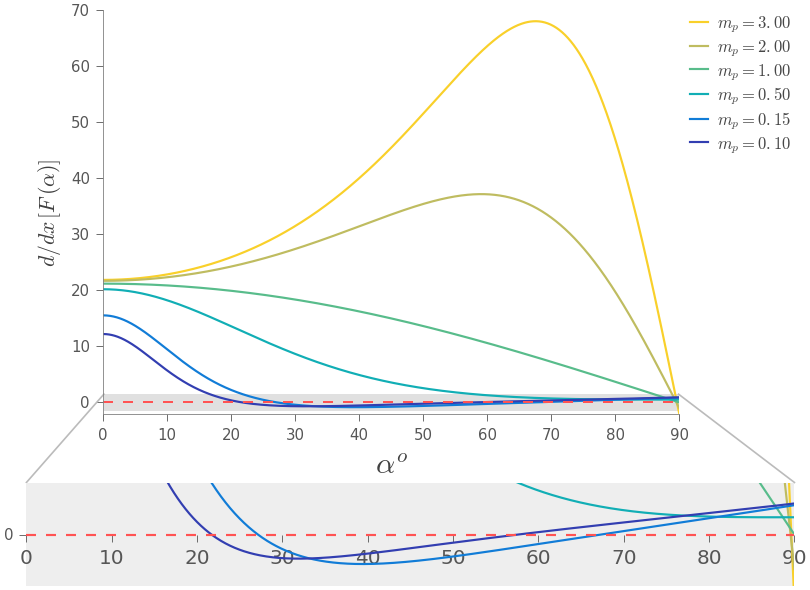 70
60
50
40
30
20
10
0
d/dx [F(α)]
0 10 20 30 40 50 60 70 80 90
α^o
m_p = 3.00
m_p = 2.00
m_p = 1.00
m_p = 0.50
m_p = 0.15
m_p = 0.10
0
0 10 20 30 40 50 60 70 80 90